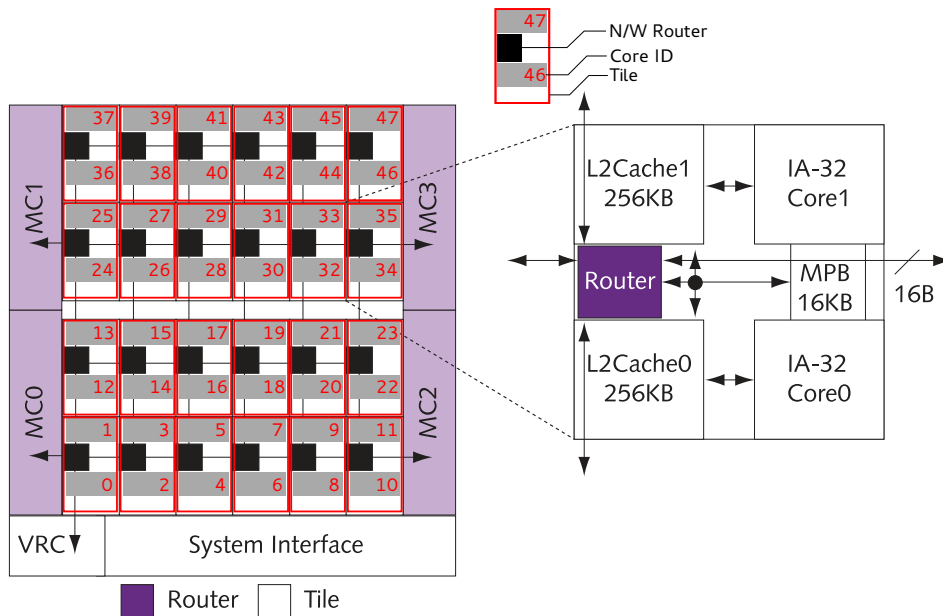 47
N/W Router
Core ID
46
Tile
37 39 41 43 45 47
36 38 40 42 44 46
MC1
MC3
25 27 29 31 33 35
24 26 28 30 32 34
13 15 17 19 21 23
12 14 16 18 20 22
MC0
MC2
1 3 5 7 9 11
0 2 4 6 8 10
VRC
System Interface
Router
Tile
L2Cache1
256KB
IA-32
Core1
Router
MPB
16KB
16B
L2Cache0
256KB
IA-32
Core0